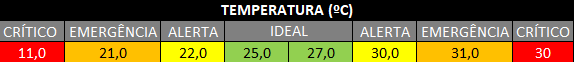 TEMPERATURA (ºC)
CRÍTICO EMERGÊNCIA ALERTA IDEAL ALERTA EMERGÊNCIA CRÍTICO
11,0 21,0 22,0 25,0 27,0 30,0 31,0 30